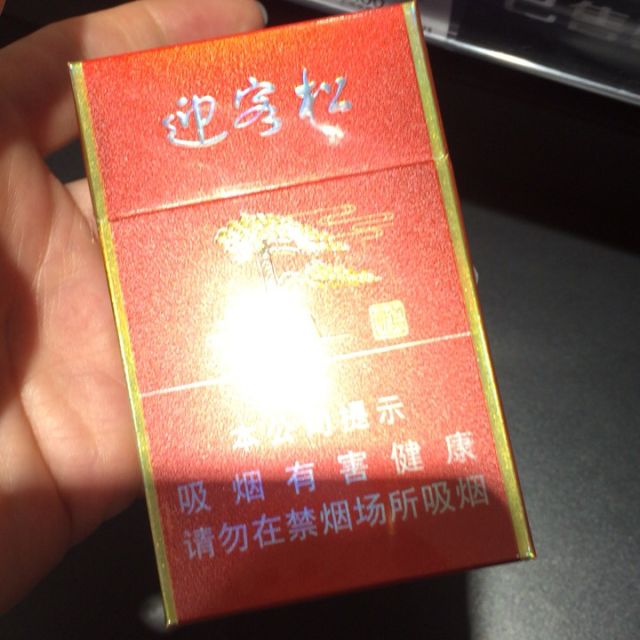 迎客松
本公司提示
吸烟有害健康
请勿在禁烟场所吸烟